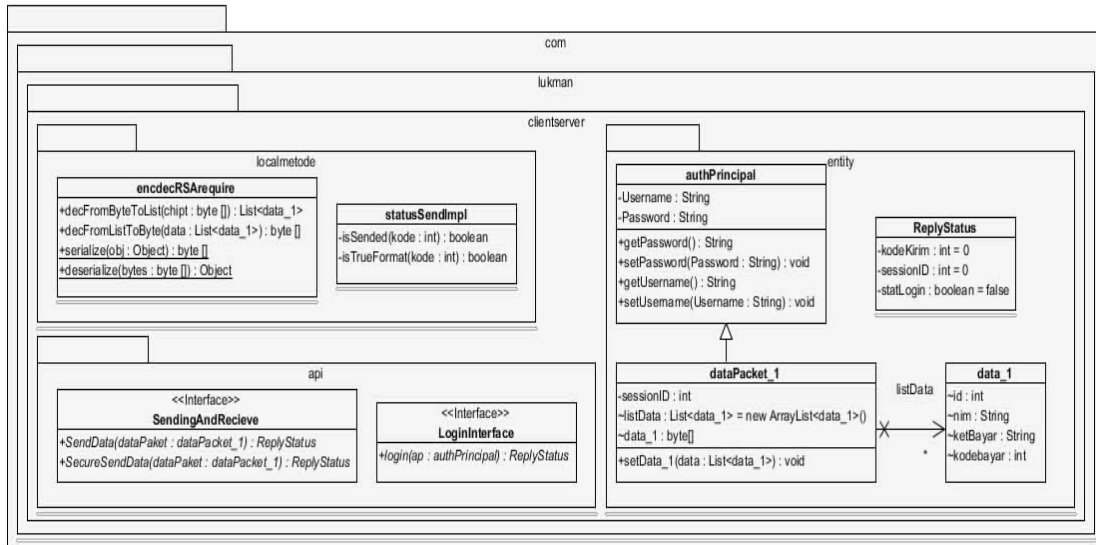 com
lukman
clientserver
localmetode
encdecRSArequire
+decFromByteToList(chipt : byte []) : List<data_1>
+decFromListToByte(data : List<data_1>) : byte []
+serialize(obj : Object) : byte []
+deserialize(bytes : byte []) : Object
statusSendImpl
-isSended(kode : int) : boolean
-isTrueFormat(kode : int) : boolean
api
<<Interface>>
SendingAndRecieve
+SendData(dataPaket : dataPacket_1) : ReplyStatus
+SecureSendData(dataPaket : dataPacket_1) : ReplyStatus
<<Interface>>
LoginInterface
+login(ap : authPrincipal) : ReplyStatus
entity
authPrincipal
-Username : String
-Password : String
+getPassword() : String
+setPassword(Password : String) : void
+getUsername() : String
+setUsername(Username : String) : void
ReplyStatus
-kodeKirim : int = 0
-sessionID : int = 0
-statLogin : boolean = false
dataPacket_1
-sessionID : int
~listData : List<data_1> = new ArrayList<data_1>()
~data_1 : byte[]
+setData_1(data : List<data_1>) : void
listData
*
data_1
~id : int
~nim : String
~ketBayar : String
~kodebayar : int